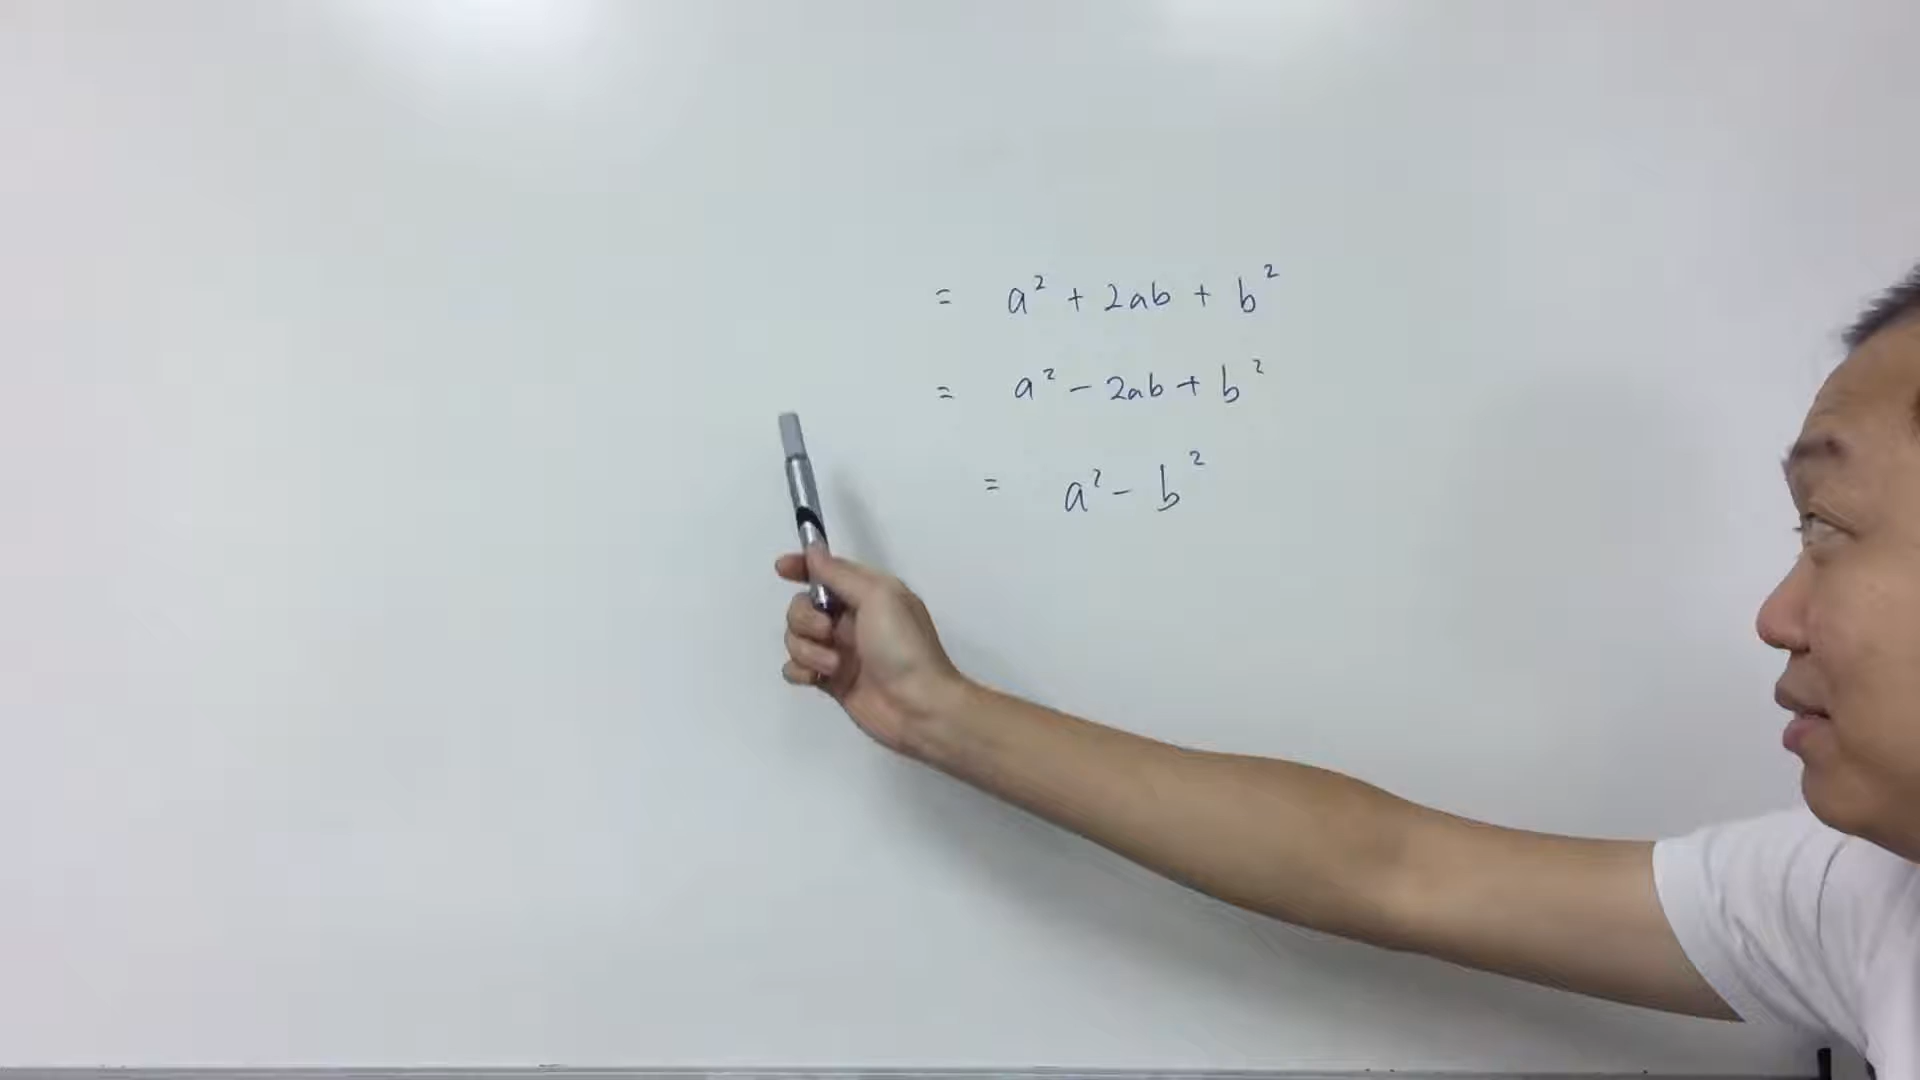 = a² + 2ab + b²
= a² - 2ab + b²
= a² - b²